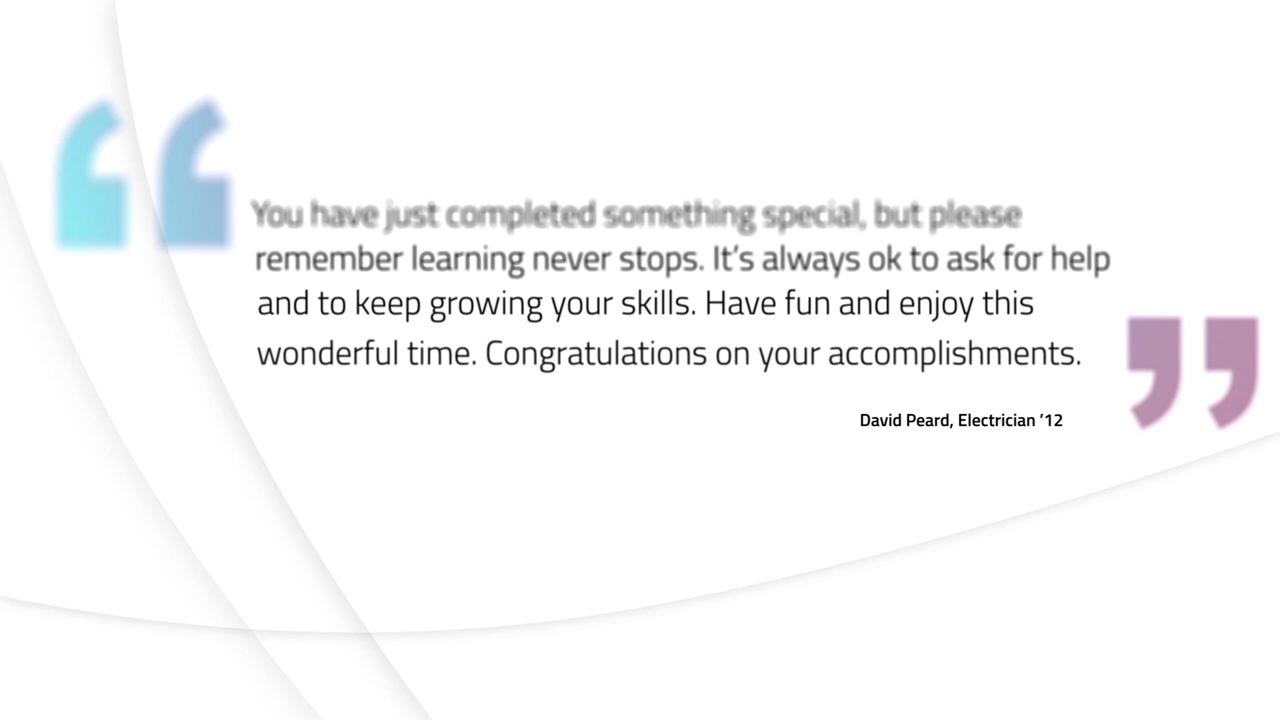 You have just completed something special, but please
remember learning never stops. It’s always ok to ask for help
and to keep growing your skills. Have fun and enjoy this
wonderful time. Congratulations on your accomplishments.
David Peard, Electrician ’12